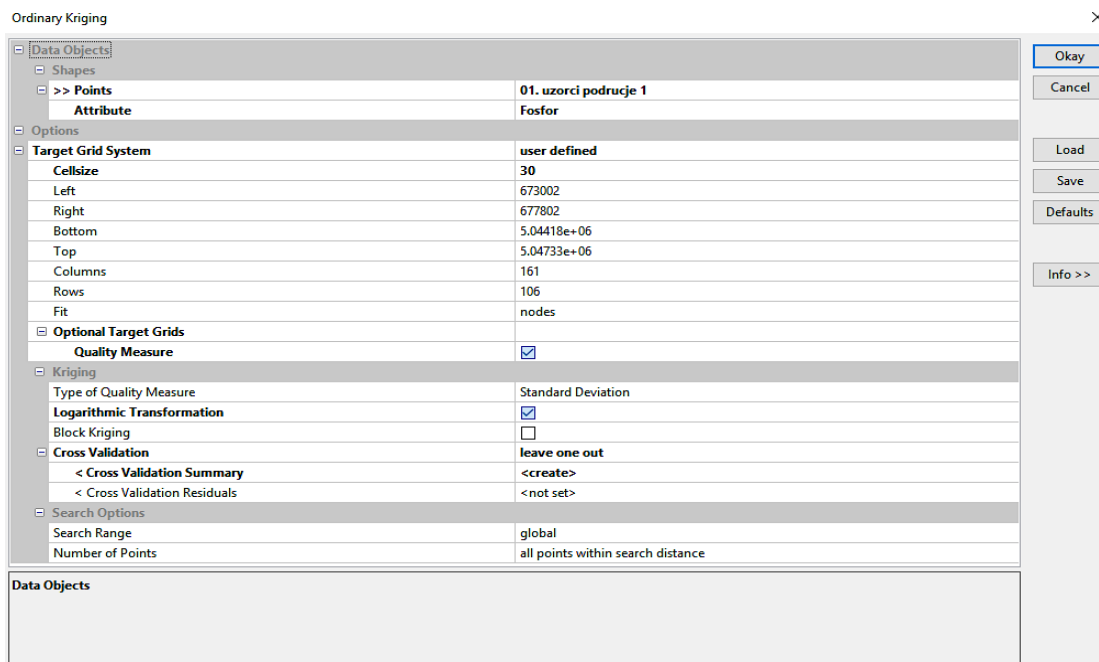 Ordinary Kriging
Data Objects
Shapes
>> Points 01. uzorci podrucje 1
Attribute Fosfor
Options
Target Grid System user defined
Cellsize 30
Left 673002
Right 677802
Bottom 5.04418e+06
Top 5.04733e+06
Columns 161
Rows 106
Fit nodes
Optional Target Grids
Quality Measure
Kriging
Type of Quality Measure Standard Deviation
Logarithmic Transformation
Block Kriging
Cross Validation leave one out
< Cross Validation Summary <create>
< Cross Validation Residuals <not set>
Search Options
Search Range global
Number of Points all points within search distance
Data Objects
Okay
Cancel
Load
Save
Defaults
Info >>